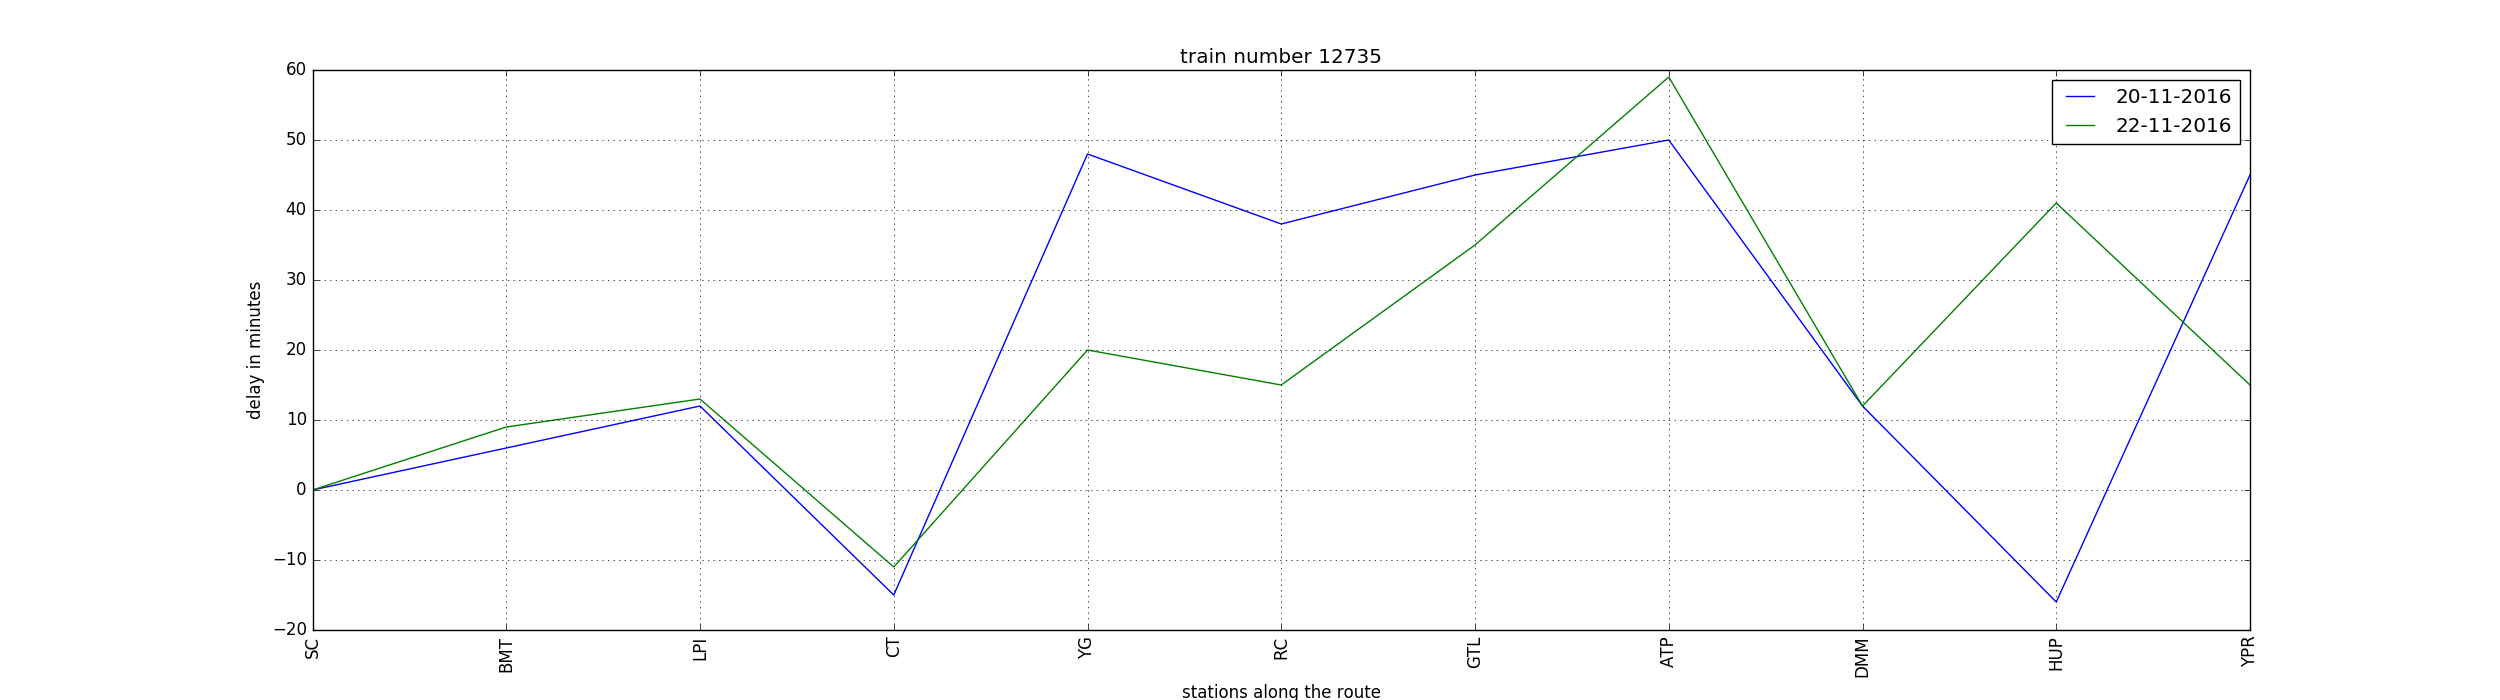 train number 12735
60
50
40
30
20
10
0
−10
−20
delay in minutes
20-11-2016
22-11-2016
SC
BMT
LPI
CT
YG
RC
GTL
ATP
DMM
HUP
YPR
stations along the route